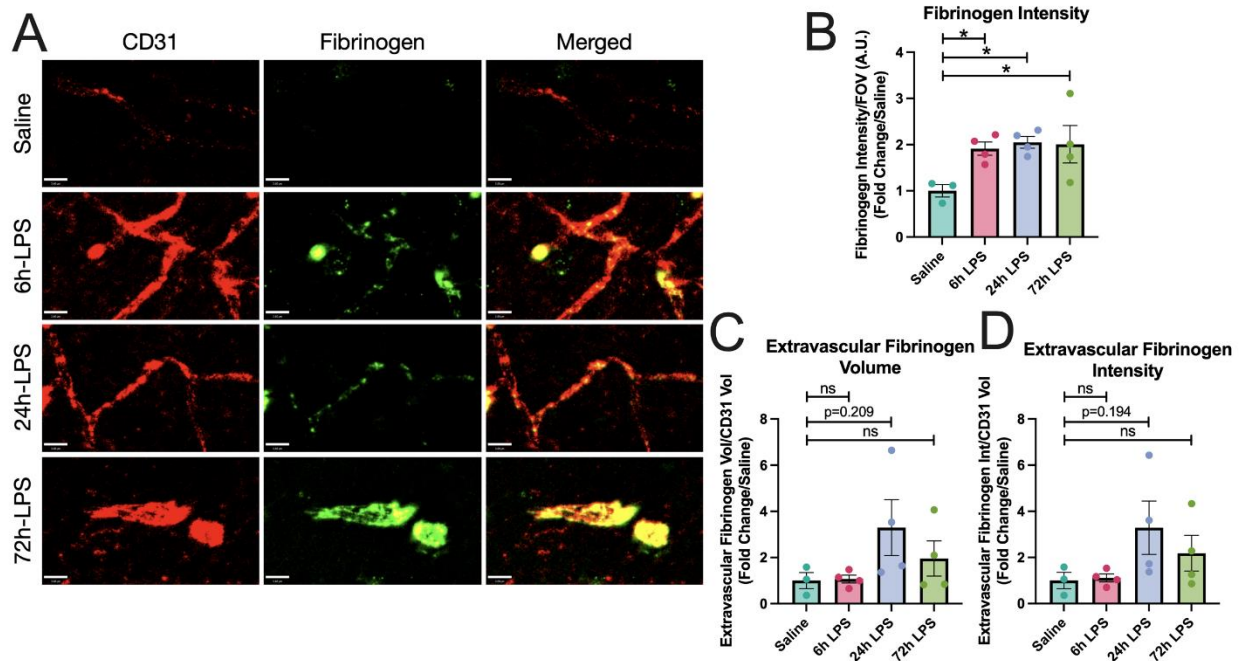 A
CD31
Fibrinogen
Merged
Saline
6h-LPS
24h-LPS
72h-LPS
B
Fibrinogen Intensity
Fibrinogegn Intensity/FOV (A.U.)
(Fold Change/Saline)
4
3
2
1
0
*
*
*
Saline
6h LPS
24h LPS
72h LPS
C
Extravascular Fibrinogen
Volume
Extravascular Fibrinogen Vol/CD31 Vol
(Fold Change/Saline)
8
6
4
2
0
ns
p=0.209
ns
Saline
6h LPS
24h LPS
72h LPS
D
Extravascular Fibrinogen
Intensity
Extravascular Fibrinogen Int/CD31 Vol
(Fold Change/Saline)
8
6
4
2
0
ns
p=0.194
ns
Saline
6h LPS
24h LPS
72h LPS